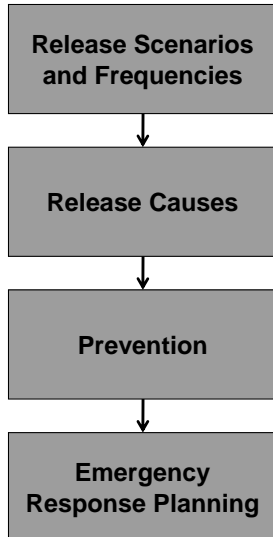 Release Scenarios
and Frequencies
Release Causes
Prevention
Emergency
Response Planning